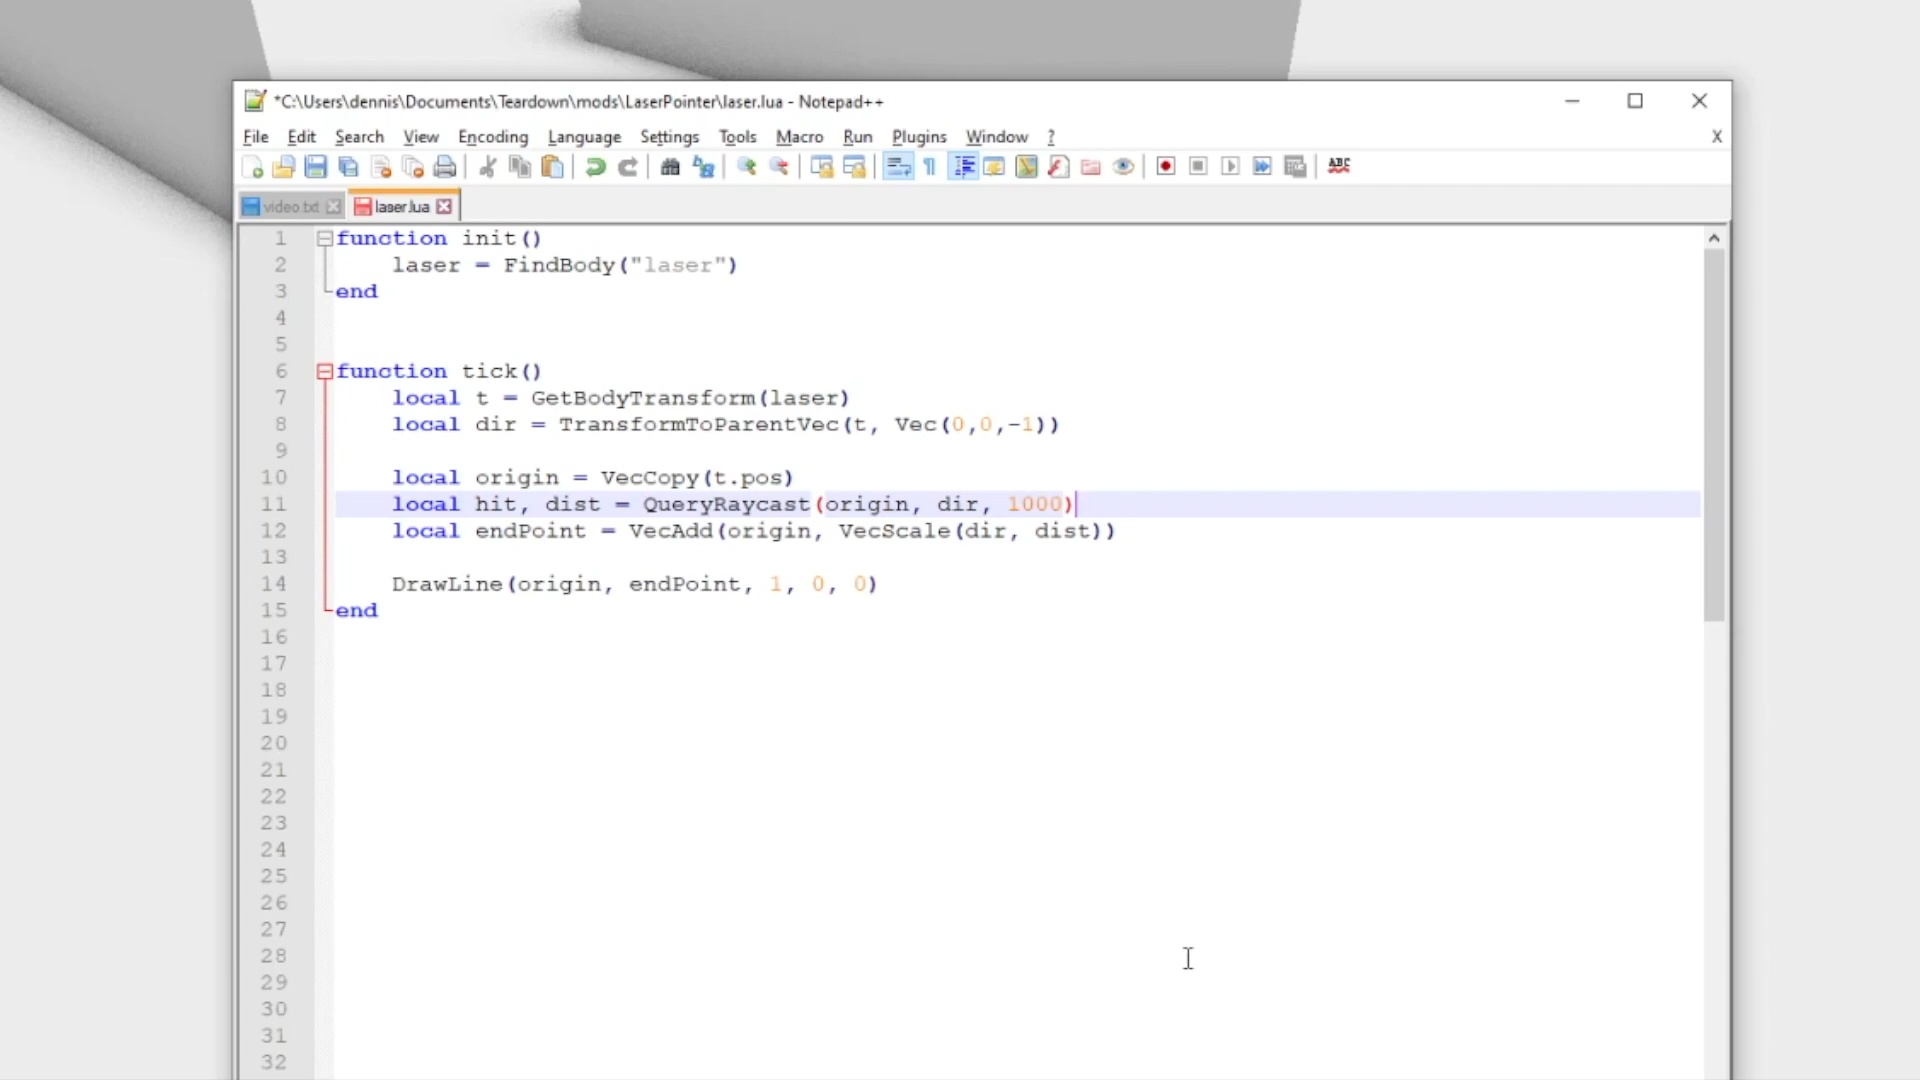 *C:\Users\dennis\Documents\Teardown\mods\LaserPointer\laser.lua - Notepad++
File Edit Search View Encoding Language Settings Tools Macro Run Plugins Window ? X
ABC
video.txt laser.lua
1 function init()
2 laser = FindBody("laser")
3 end
4
5
6 function tick()
7 local t = GetBodyTransform(laser)
8 local dir = TransformToParentVec(t, Vec(0,0,-1))
9
10 local origin = VecCopy(t.pos)
11 local hit, dist = QueryRaycast(origin, dir, 1000)
12 local endPoint = VecAdd(origin, VecScale(dir, dist))
13
14 DrawLine(origin, endPoint, 1, 0, 0)
15 end
16
17
18
19
20
21
22
23
24
25
26
27
28
29
30
31
32